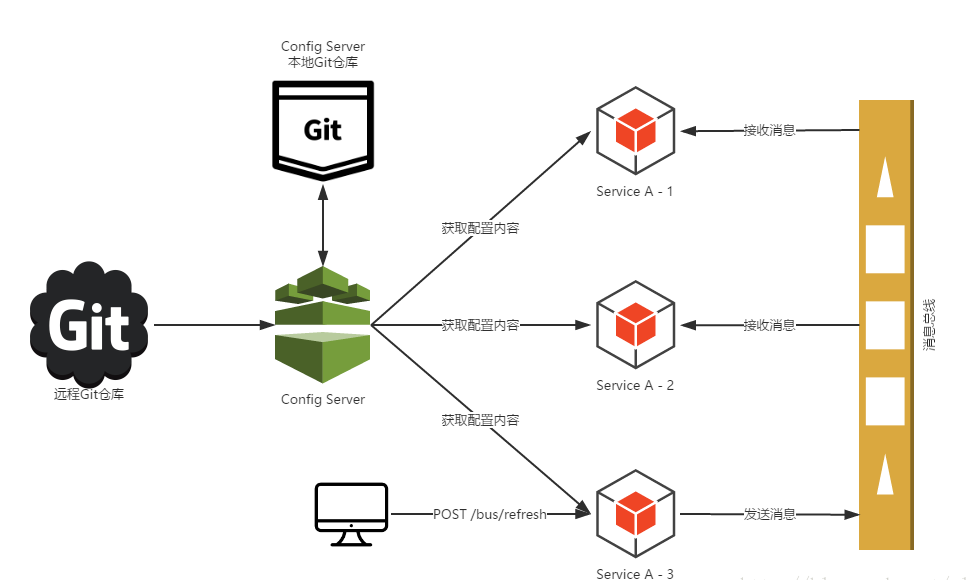 Config Server
本地Git仓库
Git
接收消息
Service A - 1
获取配置内容
Git
远程Git仓库
Config Server
获取配置内容
接收消息
消息总线
Service A - 2
获取配置内容
POST /bus/refresh
发送消息
Service A - 3